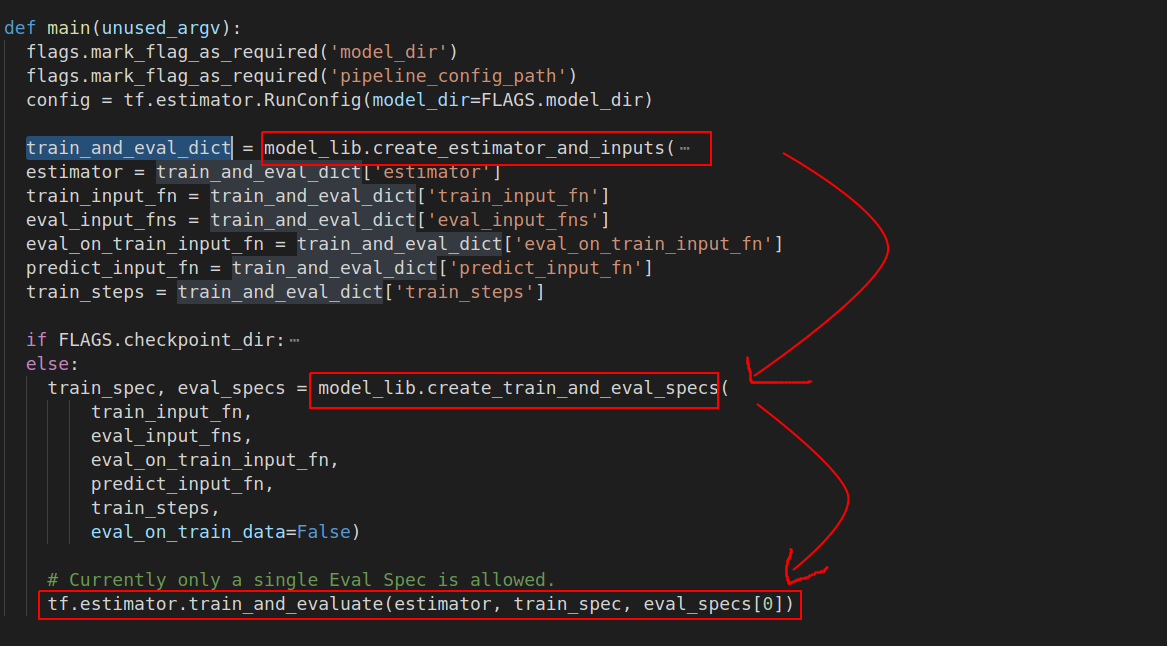 def main(unused_argv):
  flags.mark_flag_as_required('model_dir')
  flags.mark_flag_as_required('pipeline_config_path')
  config = tf.estimator.RunConfig(model_dir=FLAGS.model_dir)

  train_and_eval_dict = model_lib.create_estimator_and_inputs(⋯
  estimator = train_and_eval_dict['estimator']
  train_input_fn = train_and_eval_dict['train_input_fn']
  eval_input_fns = train_and_eval_dict['eval_input_fns']
  eval_on_train_input_fn = train_and_eval_dict['eval_on_train_input_fn']
  predict_input_fn = train_and_eval_dict['predict_input_fn']
  train_steps = train_and_eval_dict['train_steps']

  if FLAGS.checkpoint_dir:⋯
  else:
    train_spec, eval_specs = model_lib.create_train_and_eval_specs(
        train_input_fn,
        eval_input_fns,
        eval_on_train_input_fn,
        predict_input_fn,
        train_steps,
        eval_on_train_data=False)

    # Currently only a single Eval Spec is allowed.
    tf.estimator.train_and_evaluate(estimator, train_spec, eval_specs[0])